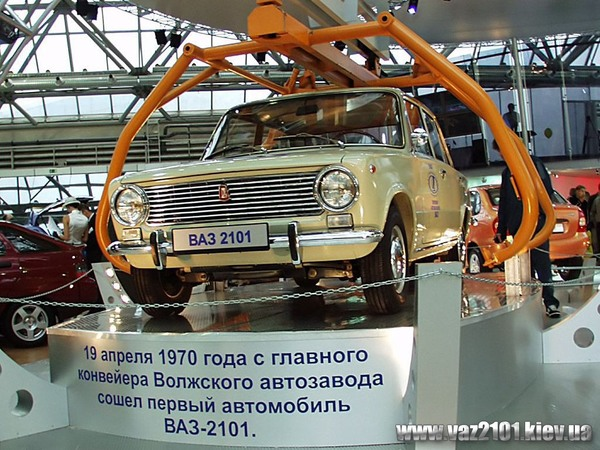 ВАЗ 2101
19 апреля 1970 года с главного
конвейера Волжского автозавода
сошел первый автомобиль
ВАЗ-2101.
www.vaz2101.kiev.ua